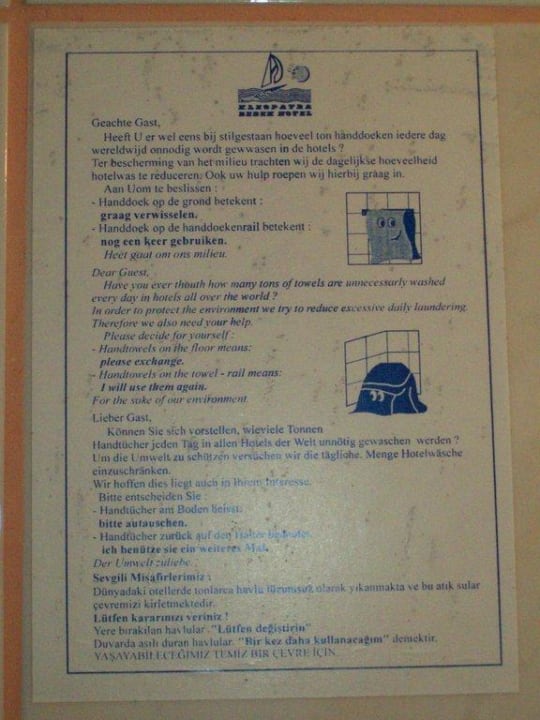 KLEOPATRA
BESEN HOTEL
Geachte Gast,
Heeft U er wel eens bij stilgestaan hoeveel ton handdoeken iedere dag
wereldwijd onnodig wordt gewwasen in de hotels ?
Ter bescherming van het milieu trachten wij de dagelijkse hoeveelheid
hotelwas te reduceren. Ook uw hulp roepen wij hierbij graag in.
Aan Uom te beslissen :
- Handdoek op de grond betekent :
graag verwisselen.
- Handdoek op de handdoekenrail betekent :
nog een keer gebruiken.
Heet gaat om ons milieu.
Dear Guest,
Have you ever thouth how many tons of towels are unnecessarly washed
every day in hotels all over the world ?
In order to protect the environment we try to reduce excessive daily laundering.
Therefore we also need your help.
Please decide for yourself :
- Handtowels on the floor means:
please exchange.
- Handtowels on the towel - rail means:
I will use them again.
For the sake of our environment.
Lieber Gast,
Können Sie sich vorstellen, wieviele Tonnen
Handtücher jeden Tag in allen Hotels der Welt unnötig gewaschen werden ?
Um die Umwelt zu schützen versuchen wir die tägliche. Menge Hotelwäsche
einzuschränken.
Wir hoffen dies liegt auch in Ihrem Interesse.
Bitte entscheiden Sie :
- Handtücher am Boden heisst:
bitte autauschen.
- Handtücher zurück auf den Halter bedeutet:
ich benütze sie ein weiteres Mal.
Der Umwelt zuliebe.
Sevgili Misafirlerimiz :
Dünyadaki otellerde tonlarca havlu lüzumsuz olarak yıkanmakta ve bu atık sular
çevremizi kirletmektedir.
Lütfen kararınızı veriniz !
Yere bırakılan havlular. "Lütfen değiştirin"
Duvarda asılı duran havlular. "Bir kez daha kullanacağım" demektir.
YAŞAYABİLECEĞİMİZ TEMİZ BİR ÇEVRE İÇİN.